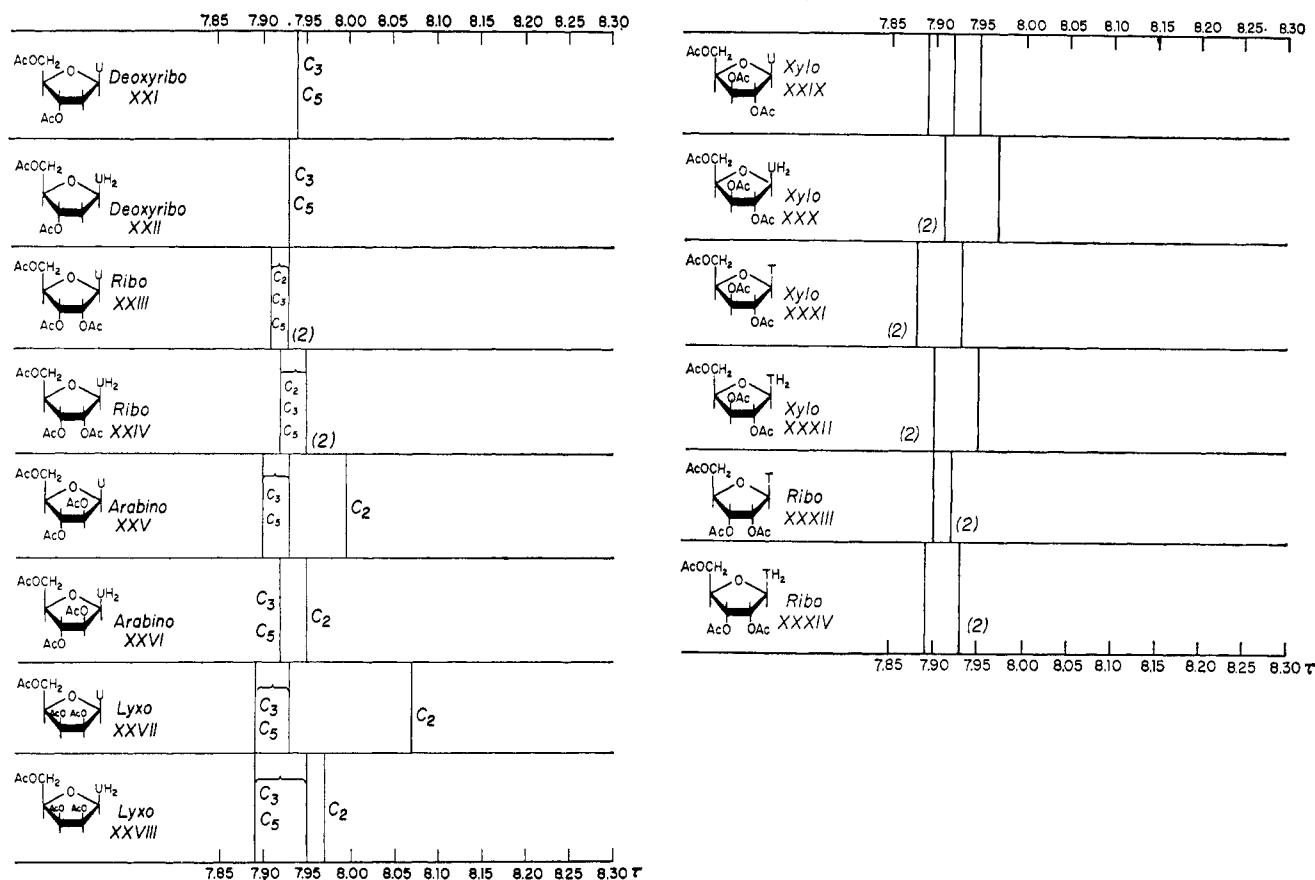 7.85 7.90 7.95 8.00 8.05 8.10 8.15 8.20 8.25 8.30
AcOCH2 O U Deoxyribo
C3
XXI
C5
AcO
AcOCH2 O UH2
C3
Deoxyribo
C5
AcO XXII
AcOCH2 O U Ribo
C2
XXIII
C3
C5
AcO OAc
(2)
AcOCH2 O UH2 Ribo
C2
C3
XXIV
C5
AcO OAc
(2)
AcOCH2 O U
AcO Arabino
C3
C5
C2
XXV
AcO
AcOCH2 O UH2
C3
AcO Arabino
C2
C5
XXVI
AcO
AcOCH2 O U Lyxo
AcO AcO
C3
C2
XXVII
C5
AcOCH2 O UH2
C3
AcO AcO Lyxo
C5
C2
XXVIII
7.85 7.90 7.95 8.00 8.05 8.10 8.15 8.20 8.25 8.30 τ
7.85 7.90 7.95 8.00 8.05 8.10 8.15 8.20 8.25 8.30
AcOCH2 O U Xylo
OAc XXIX
OAc
AcOCH2 O UH2
OAc Xylo
OAc XXX
(2)
AcOCH2 O T
OAc Xylo
OAc XXXI
(2)
AcOCH2 O TH2
OAc Xylo
OAc XXXII
(2)
AcOCH2 O T Ribo
XXXIII
AcO OAc
(2)
AcOCH2 O TH2
Ribo
AcO OAc XXXIV
(2)
7.85 7.90 7.95 8.00 8.05 8.10 8.15 8.20 8.25 8.30 τ